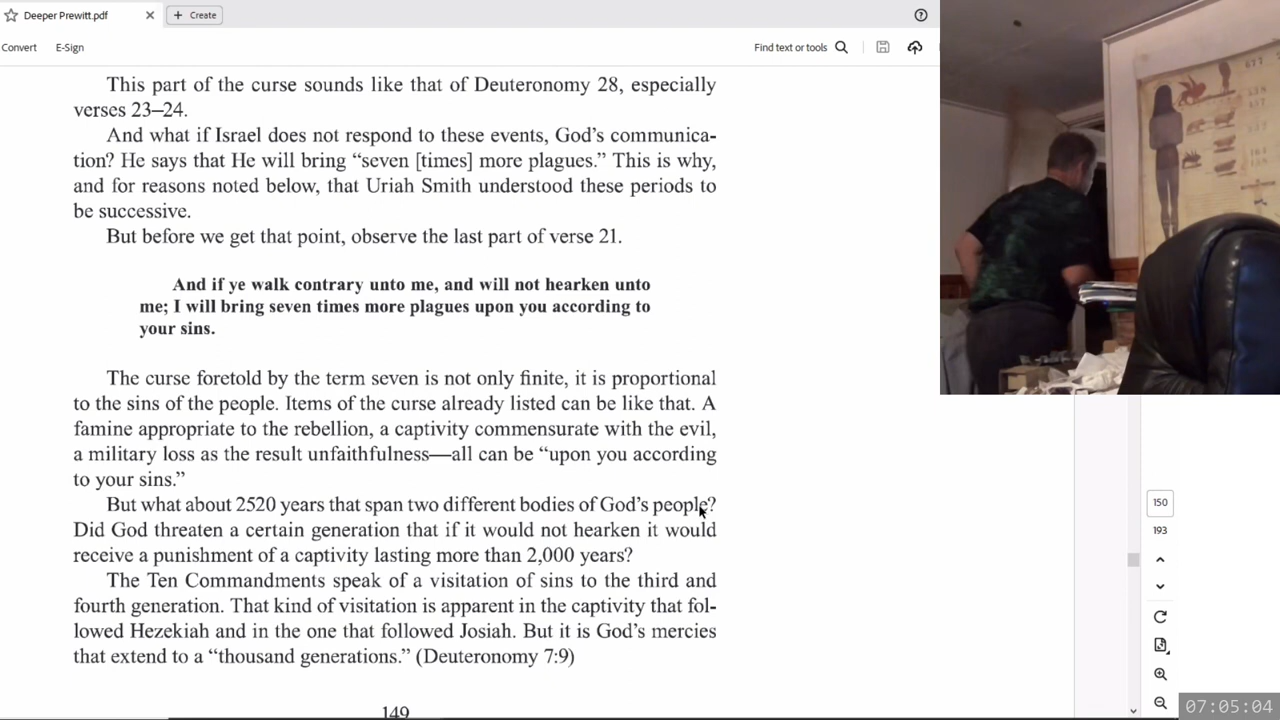 Deeper Prewitt.pdf
Create
Convert
E-Sign
Find text or tools
This part of the curse sounds like that of Deuteronomy 28, especially
verses 23–24.
And what if Israel does not respond to these events, God's communica-
tion? He says that He will bring “seven [times] more plagues.” This is why,
and for reasons noted below, that Uriah Smith understood these periods to
be successive.
But before we get that point, observe the last part of verse 21.
And if ye walk contrary unto me, and will not hearken unto
me; I will bring seven times more plagues upon you according to
your sins.
The curse foretold by the term seven is not only finite, it is proportional
to the sins of the people. Items of the curse already listed can be like that. A
famine appropriate to the rebellion, a captivity commensurate with the evil,
a military loss as the result unfaithfulness—all can be “upon you according
to your sins.”
But what about 2520 years that span two different bodies of God's people?
Did God threaten a certain generation that if it would not hearken it would
receive a punishment of a captivity lasting more than 2,000 years?
The Ten Commandments speak of a visitation of sins to the third and
fourth generation. That kind of visitation is apparent in the captivity that fol-
lowed Hezekiah and in the one that followed Josiah. But it is God's mercies
that extend to a “thousand generations.” (Deuteronomy 7:9)
149
150
193
677
07:05:04